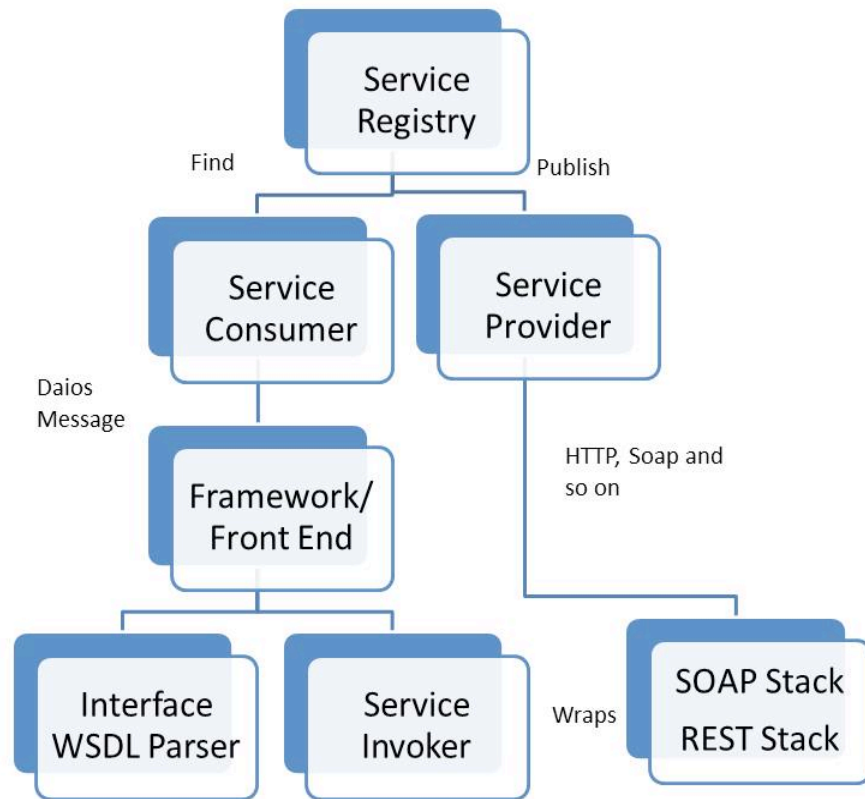 Service
Registry
Find
Publish
Service
Consumer
Service
Provider
Daios
Message
HTTP, Soap and
so on
Framework/
Front End
Interface
WSDL Parser
Service
Invoker
Wraps
SOAP Stack
REST Stack